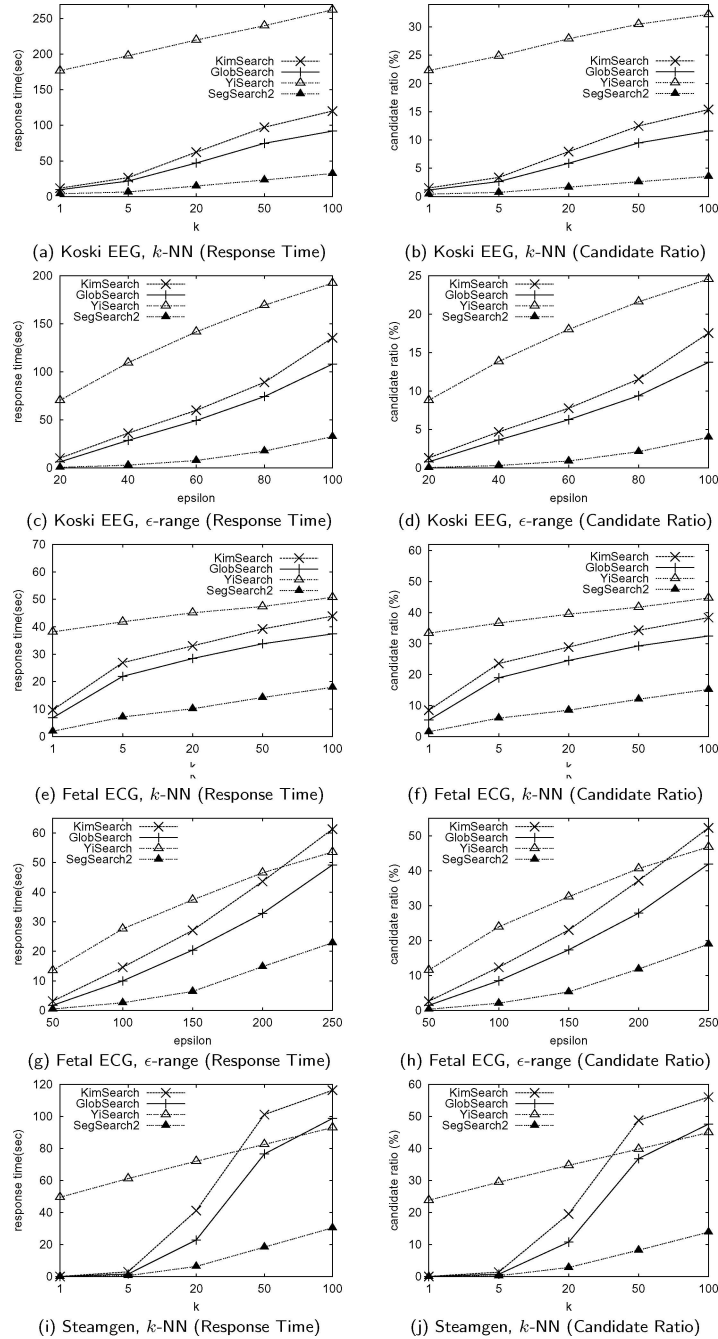 response time(sec)
250
200
150
100
50
0
KimSearch
GlobSearch
YiSearch
SegSearch2
1 5 20 50 100
k
(a) Koski EEG, k-NN (Response Time)
candidate ratio (%)
30
25
20
15
10
5
0
KimSearch
GlobSearch
YiSearch
SegSearch2
1 5 20 50 100
k
(b) Koski EEG, k-NN (Candidate Ratio)
response time(sec)
200
150
100
50
0
KimSearch
GlobSearch
YiSearch
SegSearch2
20 40 60 80 100
epsilon
(c) Koski EEG, ϵ-range (Response Time)
candidate ratio (%)
25
20
15
10
5
0
KimSearch
GlobSearch
YiSearch
SegSearch2
20 40 60 80 100
epsilon
(d) Koski EEG, ϵ-range (Candidate Ratio)
response time(sec)
70
60
50
40
30
20
10
0
KimSearch
GlobSearch
YiSearch
SegSearch2
1 5 20 50 100
k
(e) Fetal ECG, k-NN (Response Time)
candidate ratio (%)
60
50
40
30
20
10
0
KimSearch
GlobSearch
YiSearch
SegSearch2
1 5 20 50 100
k
(f) Fetal ECG, k-NN (Candidate Ratio)
response time(sec)
60
50
40
30
20
10
0
KimSearch
GlobSearch
YiSearch
SegSearch2
50 100 150 200 250
epsilon
(g) Fetal ECG, ϵ-range (Response Time)
candidate ratio (%)
50
40
30
20
10
0
KimSearch
GlobSearch
YiSearch
SegSearch2
50 100 150 200 250
epsilon
(h) Fetal ECG, ϵ-range (Candidate Ratio)
response time(sec)
120
100
80
60
40
20
0
KimSearch
GlobSearch
YiSearch
SegSearch2
1 5 20 50 100
k
(i) Steamgen, k-NN (Response Time)
candidate ratio (%)
60
50
40
30
20
10
0
KimSearch
GlobSearch
YiSearch
SegSearch2
1 5 20 50 100
k
(j) Steamgen, k-NN (Candidate Ratio)